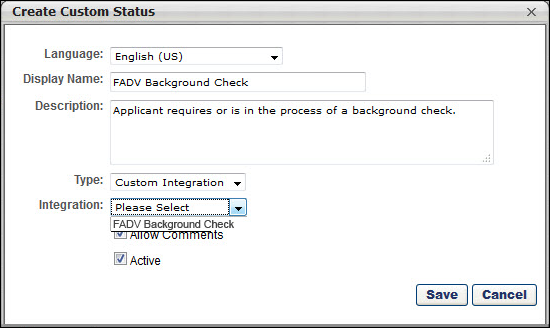 Create Custom Status
Language: English (US)
Display Name: FADV Background Check
Description: Applicant requires or is in the process of a background check.
Type: Custom Integration
Integration: Please Select
FADV Background Check
Allow Comments
Active
Save Cancel